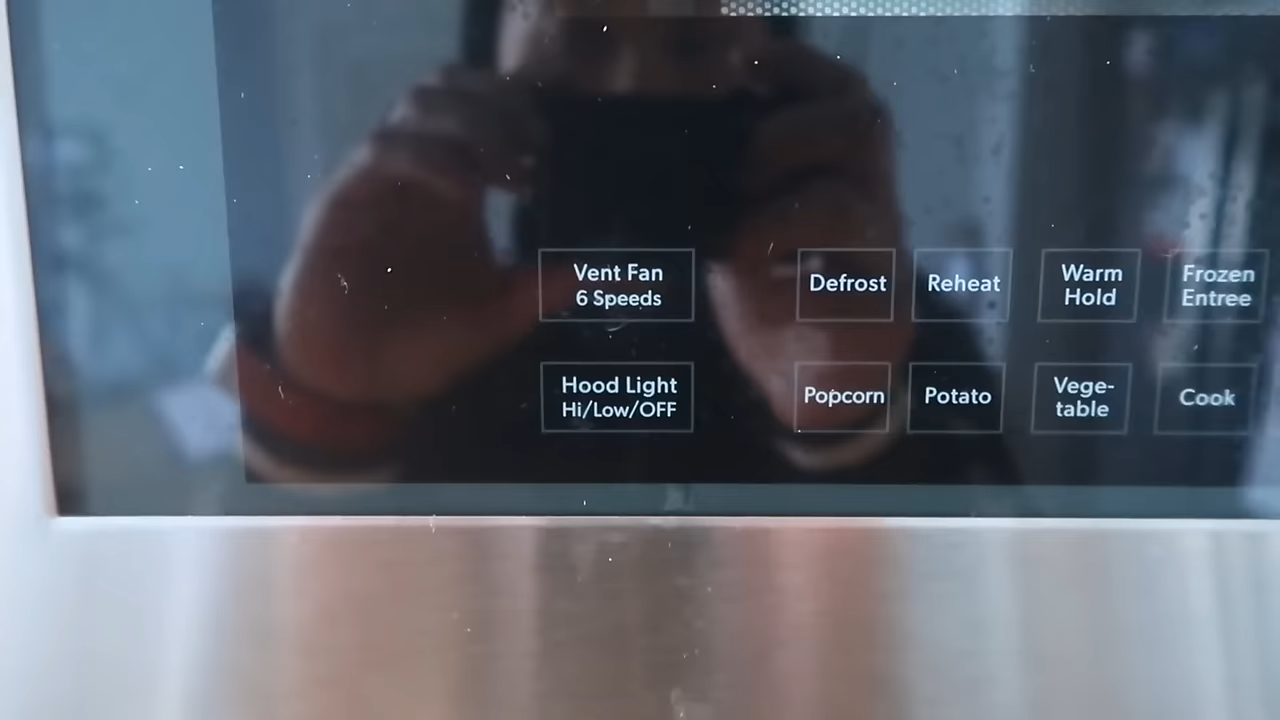 Vent Fan
6 Speeds
Defrost
Reheat
Warm
Hold
Frozen
Entree
Hood Light
Hi/Low/OFF
Popcorn
Potato
Vege-
table
Cook